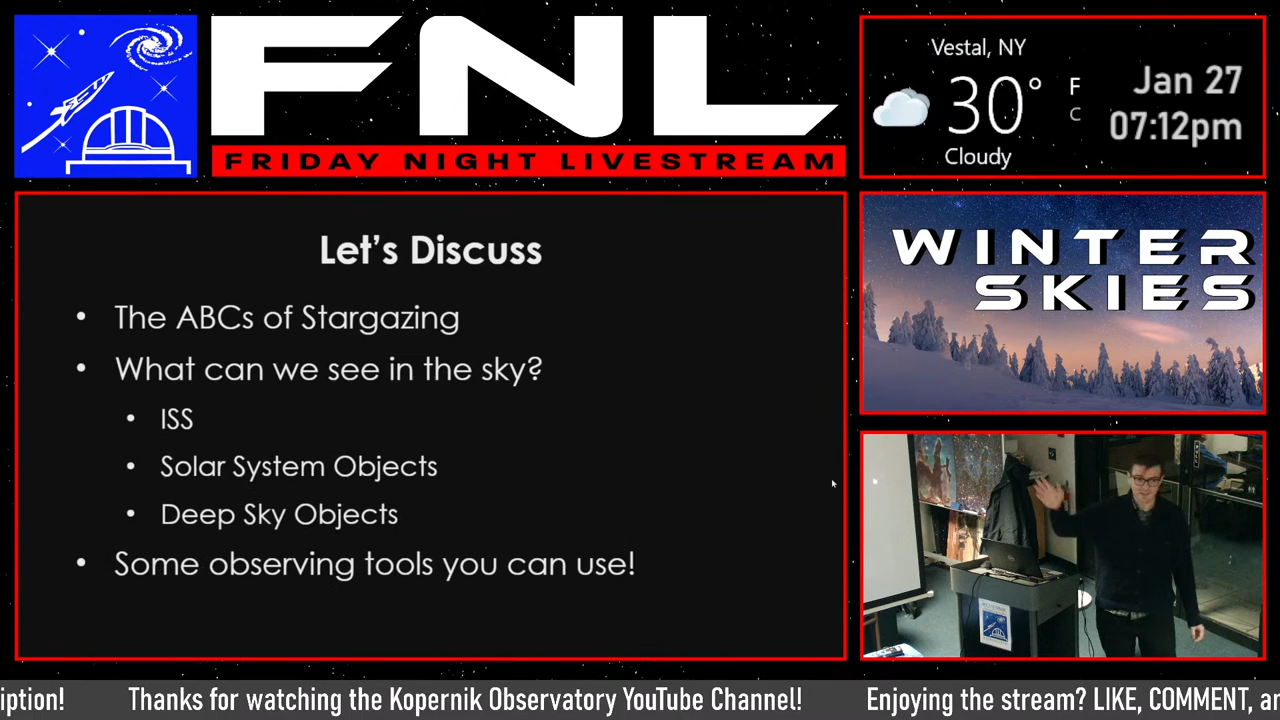 FNL
FRIDAY NIGHT LIVESTREAM
Vestal, NY
30° F
C
Cloudy
Jan 27
07:12pm
Let's Discuss
• The ABCs of Stargazing
• What can we see in the sky?
• ISS
• Solar System Objects
• Deep Sky Objects
• Some observing tools you can use!
WINTER
SKIES
iption! Thanks for watching the Kopernik Observatory YouTube Channel! Enjoying the stream? LIKE, COMMENT, an